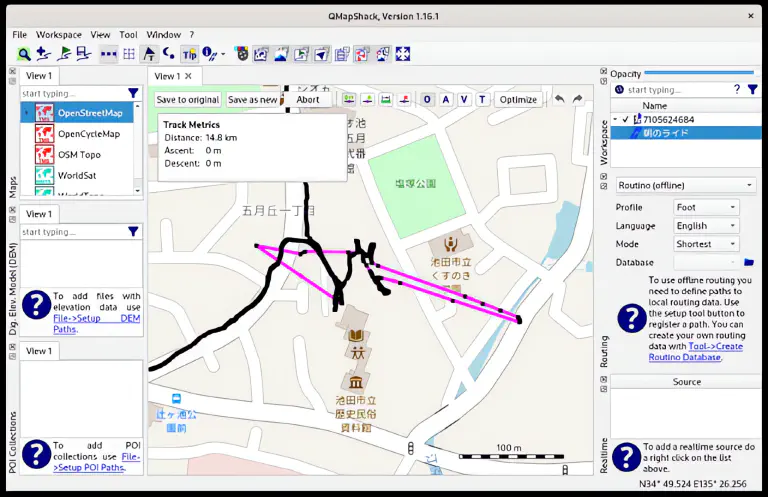 QMapShack, Version 1.16.1
File Workspace View Tool Window ?
Tip
View 1
start typing...
OpenStreetMap
OpenCycleMap
OSM Topo
WorldSat
Maps
View 1
start typing...
To add files with
elevation data use
File->Setup DEM
Paths.
Dig. Elev. Model (DEM)
View 1
To add POI
collections use File-
>Setup POI Paths.
POI Collections
View 1
Save to original
Save as new
Abort
O
A
V
T
Optimize
Track Metrics
Distance: 14.8 km
Ascent: 0 m
Descent: 0 m
五月丘一丁目
塩塚公園
池田市立
くすのき
池田市立
歴史民俗
資料館
辻ヶ池公
園前
100 m
Opacity
start typing...
?
Name
7105624684
朝のライド
Workspace
Routino (offline)
Profile Foot
Language English
Mode Shortest
Database
To use offline routing you
need to define paths to
local routing data. Use
the setup tool button to
register a path. You can
create your own routing
data with Tool->Create
Routino Database.
Routing
Source
To add a realtime source do
a right click on the list
above.
Realtime
N34° 49.524 E135° 26.256